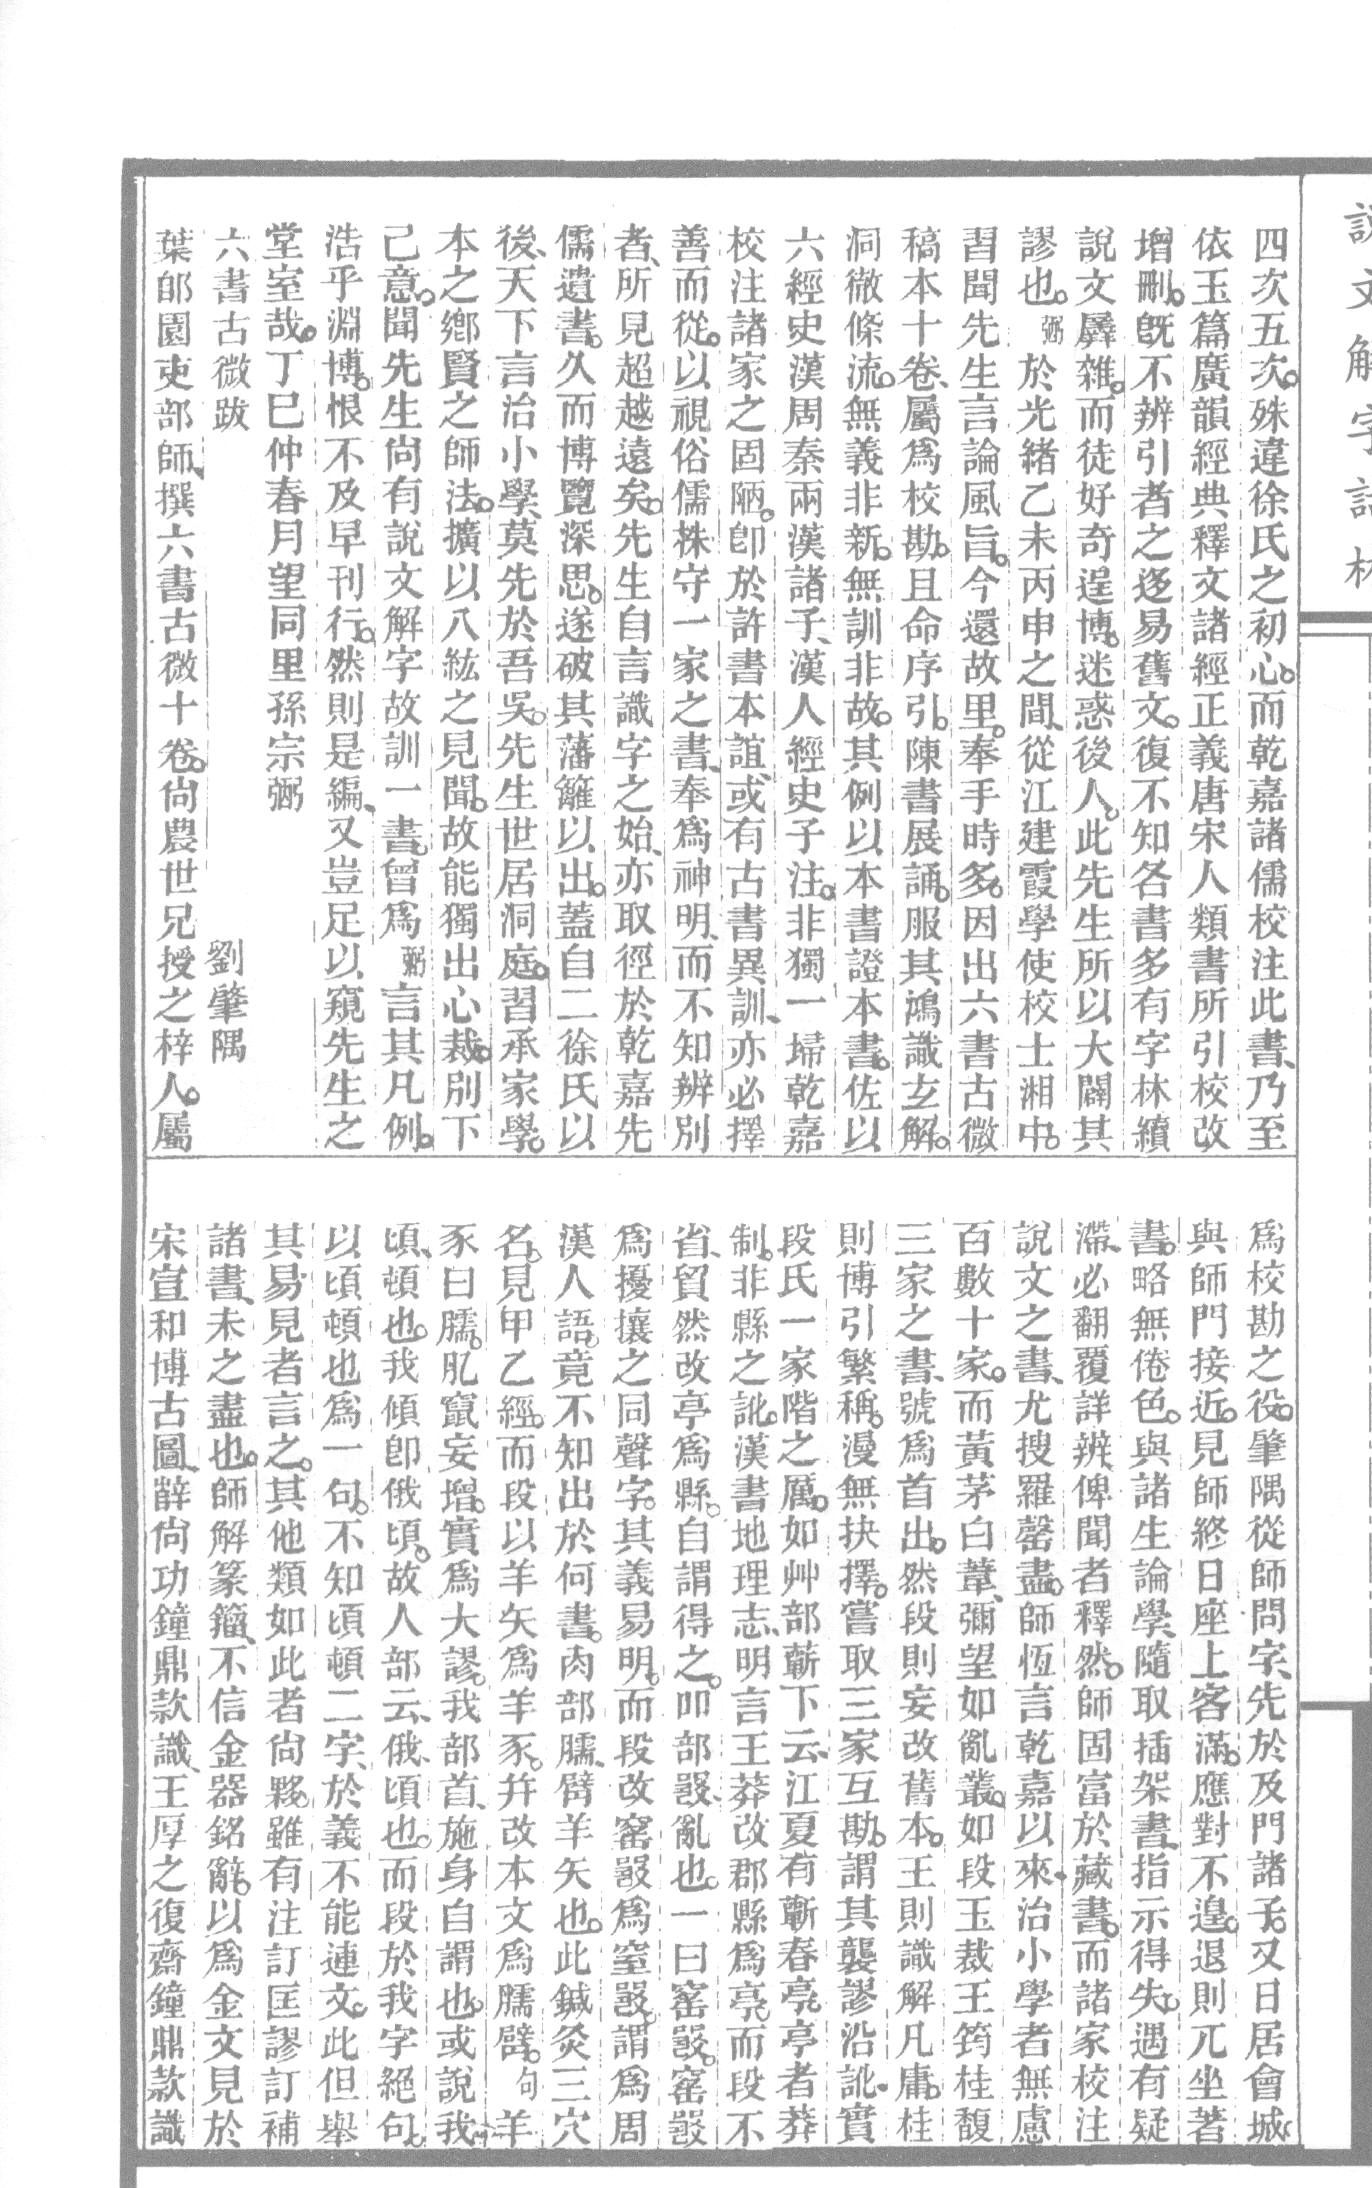 說文解字詁林
四次五次。殊違徐氏之初心。而乾嘉諸儒校注此書、乃至
依玉篇廣韻經典釋文諸經正義唐宋人類書所引校改
增刪。旣不辨引者之逐易舊文。復不知各書多有字林續
說文羼雜。而徒好奇逞博。迷惑後人。此先生所以大闢其
謬也。弼於光緒乙未丙申之間、從江建霞學使校士湘中。
習聞先生言論風旨。今還故里。奉手時多。因出六書古微
稿本十卷、屬爲校勘。且命序引。陳書展誦。服其鴻識玄解。
洞徹條流。無義非新。無訓非故。其例以本書證本書。佐以
六經史漢周秦兩漢諸子、漢人經史子注。非獨一埽乾嘉
校注諸家之固陋。卽於許書本誼、或有古書異訓、亦必擇
善而從。以視俗儒株守一家之書、奉爲神明、而不知辨別
者、所見超越遠矣。先生自言識字之始、亦取徑於乾嘉先
儒遺書。久而博覽深思。遂破其藩籬以出。蓋自二徐氏以
後、天下言治小學、莫先於吾吳。先生世居洞庭。習承家學。
本之鄉賢之師法。擴以八紘之見聞。故能獨出心裁。別下
己意。聞先生尙有說文解字故訓一書。曾爲弼言其凡例。
浩乎淵博。恨不及早刊行。然則是編、又豈足以窺先生之
堂室哉。丁巳仲春月望同里孫宗弼
六書古微跋
劉肇隅
葉郋園吏部師、撰六書古微十卷。尙農世兄授之梓人。屬
爲校勘之役。肇隅從師問字、先於及門諸子。又日居會城
與師門接近。見師終日座上客滿。應對不遑。退則兀坐著
書。略無倦色。與諸生論學、隨取插架書、指示得失。遇有疑
滯、必翻覆詳辨、俾聞者釋然。師固富於藏書。而諸家校注
說文之書、尤搜羅罄盡。師恆言乾嘉以來、治小學者無慮
百數十家。而黃茅白葦、彌望如亂叢。如段玉裁王筠桂馥
三家之書、號爲首出。然段則妄改舊本。王則識解凡庸。桂
則博引繁稱。漫無抉擇。嘗取三家互勘。謂其襲謬沿訛、實
段氏一家階之厲。如艸部蘄下云、江夏有蘄春亭。亭者莽
制。非縣之訛。漢書地理志、明言王莽改郡縣爲亭。而段不
省、貿然改亭爲縣。自謂得之。吅部𤕦、亂也。一曰窒𤕦。窒𤕦
爲擾攘之同聲字。其義易明。而段改窒𤕦爲窒𤕦。謂爲周
漢人語。竟不知出於何書。肉部臑、臂羊矢也。此鍼灸三穴
名。見甲乙經。而段以羊矢爲羊豕。幷改本文爲臑臂。句羊
豕曰臑。肊竄妄增。實爲大謬。我部首、施身自謂也。或說我、
頃、頓也。我傾卽俄頃。故人部云、俄、頃也。而段於我字絕句。
以頃頓也爲一句。不知頃頓二字、於義不能連文。此但舉
其易見者言之。其他類如此者尙夥。雖有注訂匡謬訂補
諸書、未之盡也。師解篆籀、不信金器銘辭。以爲金文見於
宋宣和博古圖、薛尙功鐘鼎款識、王厚之復齋鐘鼎款識